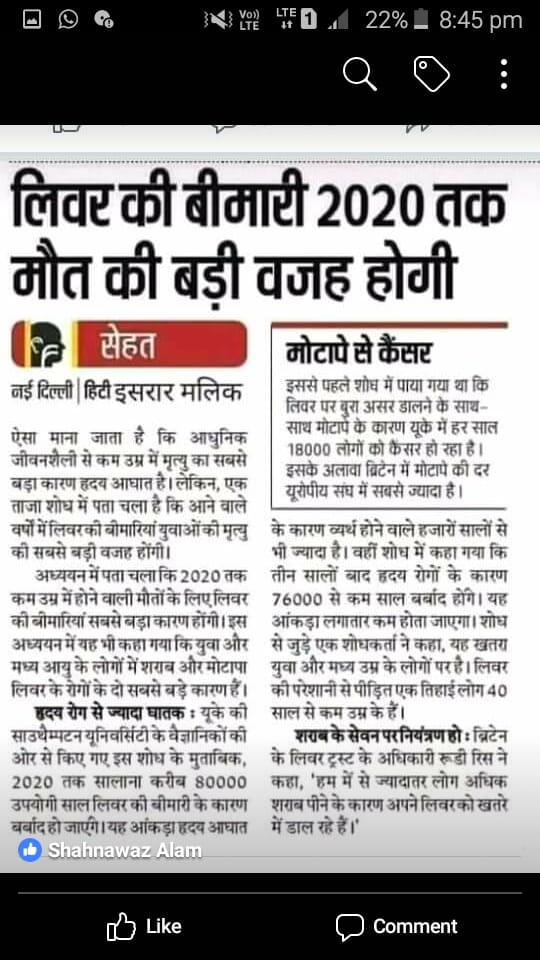 Vo)) LTE LTE 1 22% 8:45 pm
लिवर की बीमारी 2020 तक
मौत की बड़ी वजह होगी
सेहत
नई दिल्ली | हिटी इसरार मलिक
ऐसा माना जाता है कि आधुनिक
जीवनशैली से कम उम्र में मृत्यु का सबसे
बड़ा कारण हृदय आघात है। लेकिन, एक
ताजा शोध में पता चला है कि आने वाले
वर्षों में लिवर की बीमारियां युवाओं की मृत्यु
की सबसे बड़ी वजह होंगी।
अध्ययन में पता चला कि 2020 तक
कम उम्र में होने वाली मौतों के लिए लिवर
की बीमारियां सबसे बड़ा कारण होंगी। इस
अध्ययन में यह भी कहा गया कि युवा और
मध्य आयु के लोगों में शराब और मोटापा
लिवर के रोगों के दो सबसे बड़े कारण हैं।
हृदय रोग से ज्यादा घातक : यूके की
साउथैम्पटन यूनिवर्सिटी के वैज्ञानिकों की
ओर से किए गए इस शोध के मुताबिक,
2020 तक सालाना करीब 80000
उपयोगी साल लिवर की बीमारी के कारण
बर्बाद हो जाएंगे। यह आंकड़ा हृदय आघात
मोटापे से कैंसर
इससे पहले शोध में पाया गया था कि
लिवर पर बुरा असर डालने के साथ-
साथ मोटापे के कारण यूके में हर साल
18000 लोगों को कैंसर हो रहा है।
इसके अलावा ब्रिटेन में मोटापे की दर
यूरोपीय संघ में सबसे ज्यादा है।
के कारण व्यर्थ होने वाले हजारों सालों से
भी ज्यादा है। वहीं शोध में कहा गया कि
तीन सालों बाद हृदय रोगों के कारण
76000 से कम साल बर्बाद होंगे। यह
आंकड़ा लगातार कम होता जाएगा। शोध
से जुड़े एक शोधकर्ता ने कहा, यह खतरा
युवा और मध्य उम्र के लोगों पर है। लिवर
की परेशानी से पीड़ित एक तिहाई लोग 40
साल से कम उम्र के हैं।
शराब के सेवन पर नियंत्रण हो : ब्रिटेन
के लिवर ट्रस्ट के अधिकारी रूडी रिस ने
कहा, 'हम में से ज्यादातर लोग अधिक
शराब पीने के कारण अपने लिवर को खतरे
में डाल रहे हैं।'
Shahnawaz Alam
Like Comment